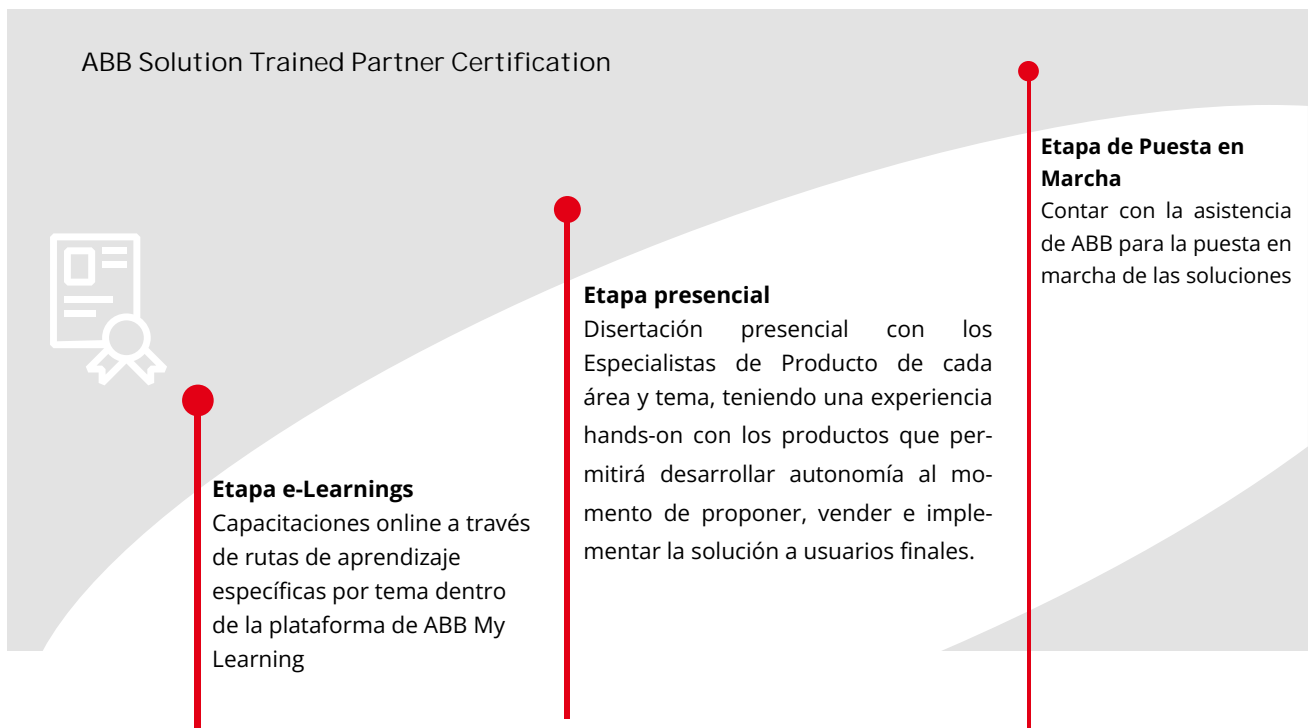 ABB Solution Trained Partner Certification
Etapa e-Learnings
Capacitaciones online a través
de rutas de aprendizaje
específicas por tema dentro
de la plataforma de ABB My
Learning
Etapa presencial
Disertación presencial con los
Especialistas de Producto de cada
área y tema, teniendo una experiencia
hands-on con los productos que per-
mitirá desarrollar autonomía al mo-
mento de proponer, vender e imple-
mentar la solución a usuarios finales.
Etapa de Puesta en
Marcha
Contar con la asistencia
de ABB para la puesta en
marcha de las soluciones